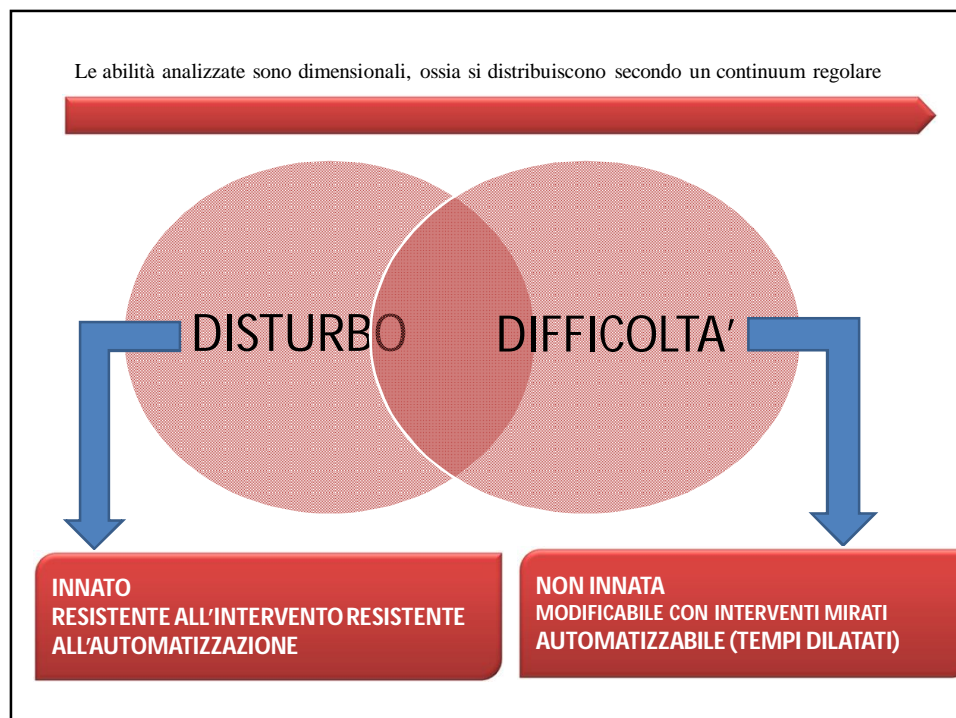 Le abilità analizzate sono dimensionali, ossia si distribuiscono secondo un continuum regolare
DISTURBO
DIFFICOLTA'
INNATO
RESISTENTE ALL'INTERVENTO RESISTENTE
ALL'AUTOMATIZZAZIONE
NON INNATA
MODIFICABILE CON INTERVENTI MIRATI
AUTOMATIZZABILE (TEMPI DILATATI)